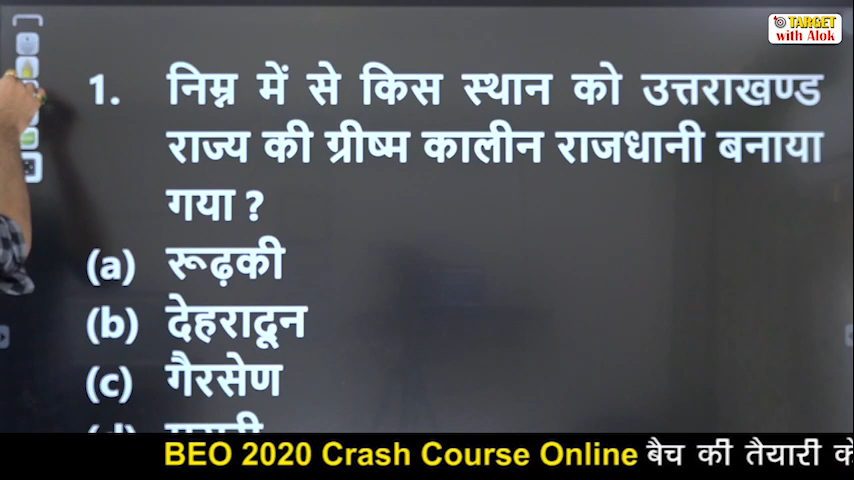 TARGET
with Alok
1. निम्न में से किस स्थान को उत्तराखण्ड
राज्य की ग्रीष्म कालीन राजधानी बनाया
गया ?
(a) रूढ़की
(b) देहरादून
(c) गैरसेण
BEO 2020 Crash Course Online बैच की तैयारी के